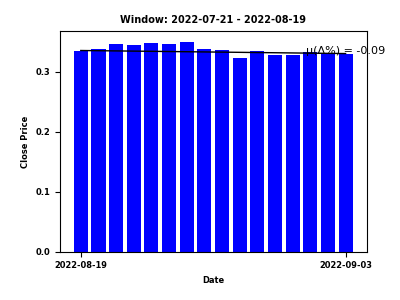 Window: 2022-07-21 - 2022-08-19
μ(Δ%) = -0.09
Close Price
0.3
0.2
0.1
0.0
2022-08-19 2022-09-03
Date